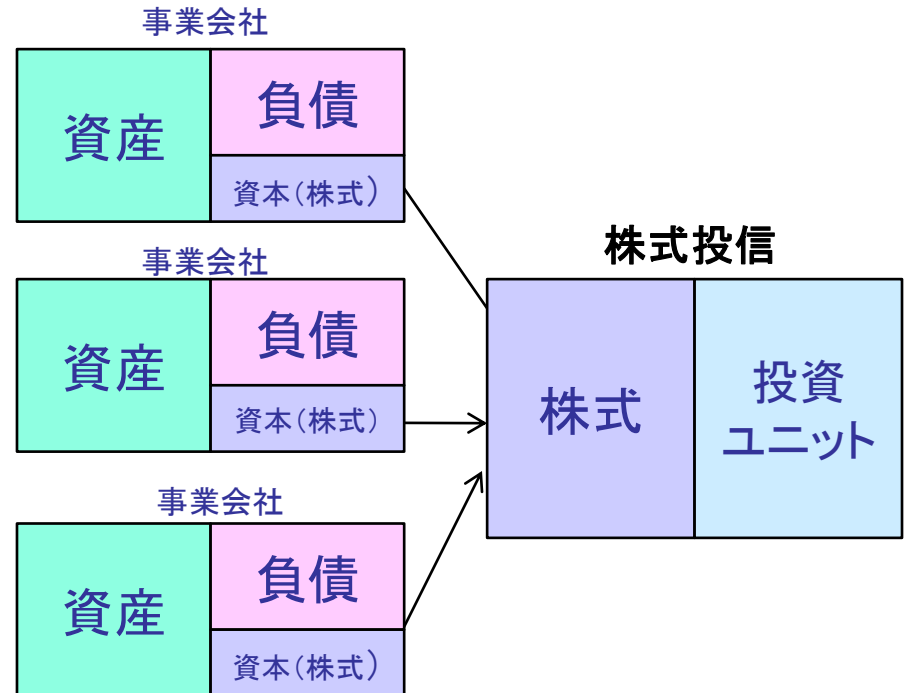 事業会社
資産
負債
資本(株式)
事業会社
資産
負債
資本(株式)
事業会社
資産
負債
資本(株式)
株式投信
株式
投資
ユニット